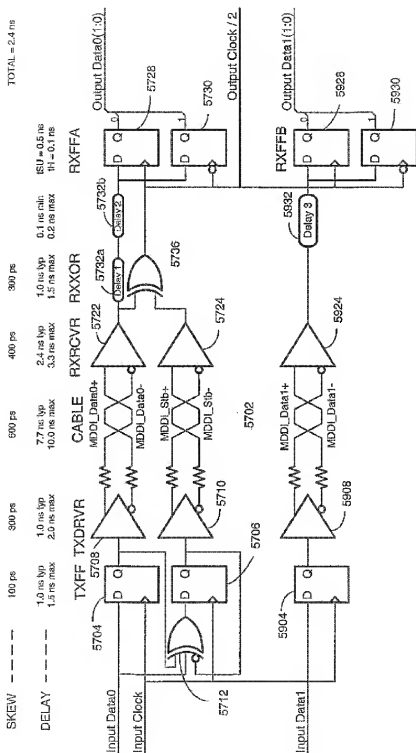 SKEW
100 ps
300 ps
600 ps
400 ps
300 ps
TOTAL = 2.4 ns
DELAY
1.0 ns typ
1.5 ns max
1.0 ns typ
2.0 ns max
7.7 ns typ
10.0 ns max
2.4 ns typ
3.3 ns max
1.0 ns typ
1.5 ns max
0.1 ns min
0.2 ns max
tSU = 0.5 ns
tH = 0.1 ns
TXFF
TXDRVR
CABLE
RXRCVR
RXXOR
RXFFA
Input Data0
5704
D
Q
5708
MDDI_Data0+
MDDI_Data0-
5722
Delay 1
5732a
Delay 2
5732b
D
Q
0
5728
Output Data0(1:0)
Input Clock
5712
D
Q
5706
5710
MDDI_Stb+
MDDI_Stb-
5724
5736
D
Q
1
5730
5702
Output Clock / 2
Input Data1
5904
D
Q
5908
MDDI_Data1+
MDDI_Data1-
5924
5932
Delay 3
RXFFB
D
Q
0
5928
Output Data1(1:0)
D
Q
1
5930